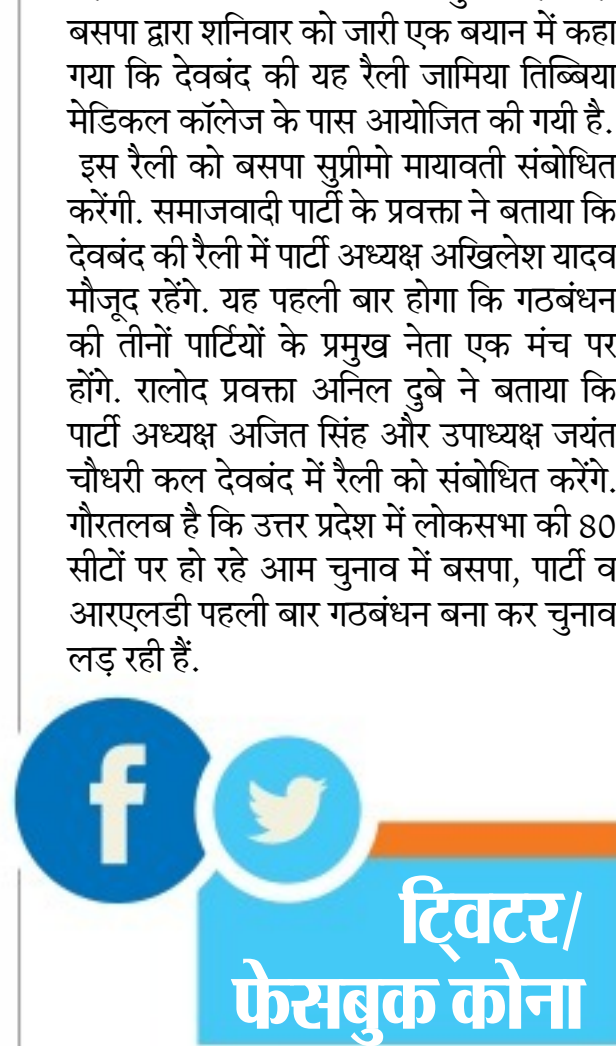 बसपा द्वारा शनिवार को जारी एक बयान में कहा
गया कि देवबंद की यह रैली जामिया तिब्बिया
मेडिकल कॉलेज के पास आयोजित की गयी है.
इस रैली को बसपा सुप्रीमो मायावती संबोधित
करेंगी. समाजवादी पार्टी के प्रवक्ता ने बताया कि
देवबंद की रैली में पार्टी अध्यक्ष अखिलेश यादव
मौजूद रहेंगे. यह पहली बार होगा कि गठबंधन
की तीनों पार्टियों के प्रमुख नेता एक मंच पर
होंगे. रालोद प्रवक्ता अनिल दुबे ने बताया कि
पार्टी अध्यक्ष अजित सिंह और उपाध्यक्ष जयंत
चौधरी कल देवबंद में रैली को संबोधित करेंगे.
गौरतलब है कि उत्तर प्रदेश में लोकसभा की 80
सीटों पर हो रहे आम चुनाव में बसपा, पार्टी व
आरएलडी पहली बार गठबंधन बना कर चुनाव
लड़ रही हैं.
f
ट्विटर/
फेसबुक कोना